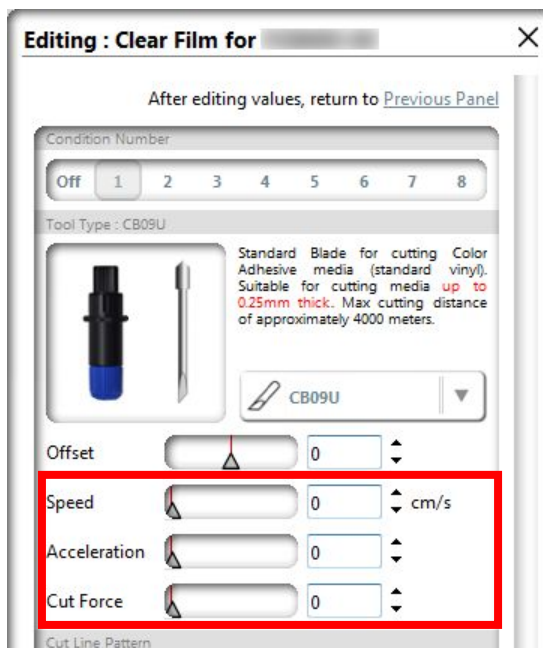 Editing : Clear Film for
After editing values, return to Previous Panel
Condition Number
Off 1 2 3 4 5 6 7 8
Tool Type : CB09U
Standard Blade for cutting Color
Adhesive media (standard vinyl).
Suitable for cutting media up to
0.25mm thick. Max cutting distance
of approximately 4000 meters.
CB09U
Offset 0
Speed 0 cm/s
Acceleration 0
Cut Force 0
Cut Line Pattern